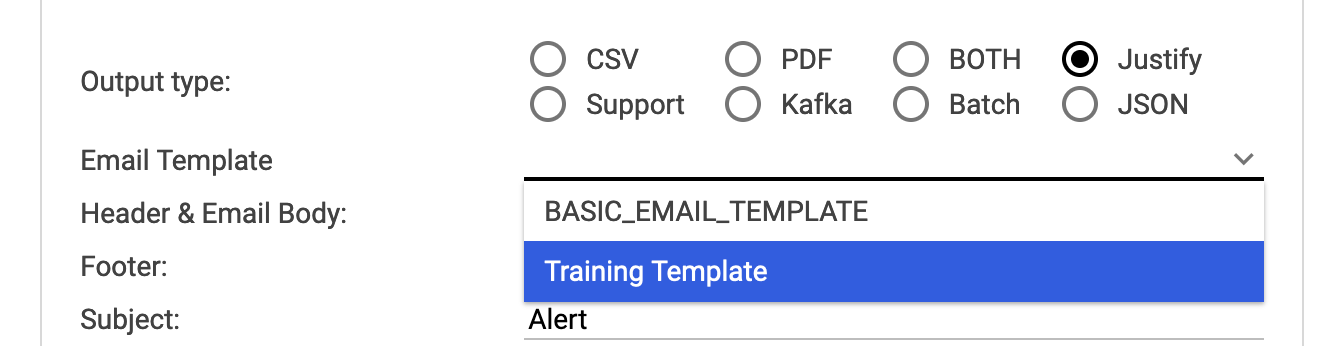 Output type:
CSV PDF BOTH Justify
Support Kafka Batch JSON
Email Template
Header & Email Body:
BASIC_EMAIL_TEMPLATE
Footer:
Training Template
Subject:
Alert